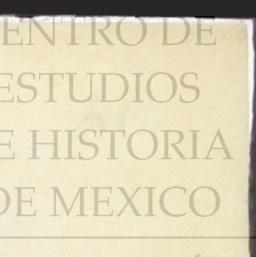 ENTRO DE
ESTUDIOS
E HISTORIA
DE MEXICO